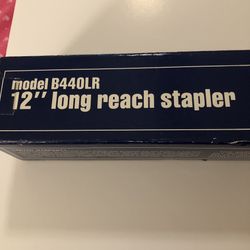 model B440LR
12" long reach stapler